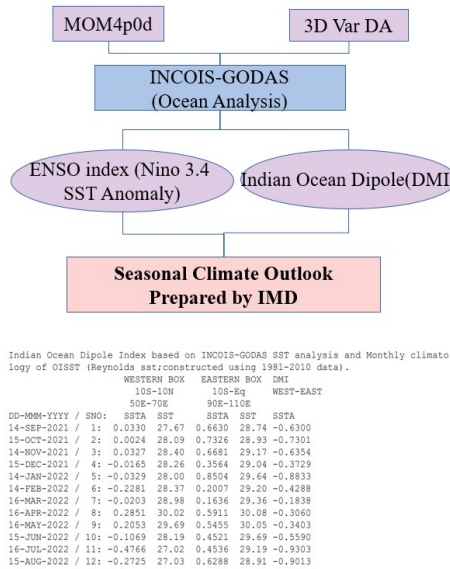 MOM4p0d
3D Var DA
INCOIS-GODAS
(Ocean Analysis)
ENSO index (Nino 3.4
SST Anomaly)
Indian Ocean Dipole(DMI
Seasonal Climate Outlook
Prepared by IMD
Indian Ocean Dipole Index based on INCOIS-GODAS SST analysis and Monthly climato
logy of OISST (Reynolds sst;constructed using 1981-2010 data).
WESTERN BOX EASTERN BOX DMI
10S-10N 10S-Eq WEST-EAST
50E-70E 90E-110E
DD-MMM-YYYY / SNO: SSTA SST SSTA SST SSTA
14-SEP-2021 / 1: 0.0330 27.67 0.6630 28.74 -0.6300
15-OCT-2021 / 2: 0.0024 28.09 0.7326 28.93 -0.7301
14-NOV-2021 / 3: 0.0327 28.40 0.6681 29.17 -0.6354
15-DEC-2021 / 4: -0.0165 28.26 0.3564 29.04 -0.3729
14-JAN-2022 / 5: -0.0329 28.00 0.8504 29.64 -0.8833
14-FEB-2022 / 6: -0.2281 28.37 0.2007 29.20 -0.4288
16-MAR-2022 / 7: -0.0203 28.98 0.1636 29.36 -0.1838
16-APR-2022 / 8: 0.2851 30.02 0.5911 30.08 -0.3060
16-MAY-2022 / 9: 0.2053 29.69 0.5455 30.05 -0.3403
15-JUN-2022 / 10: -0.1069 28.19 0.4521 29.69 -0.5590
16-JUL-2022 / 11: -0.4766 27.02 0.4536 29.19 -0.9303
15-AUG-2022 / 12: -0.2725 27.03 0.6288 28.91 -0.9013